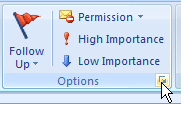 Follow Up
Permission
High Importance
Low Importance
Options